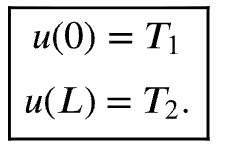 u(0) = T₁
u(L) = T₂.